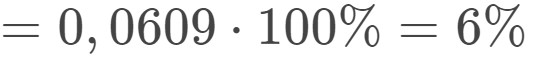 = 0,0609 · 100% = 6%